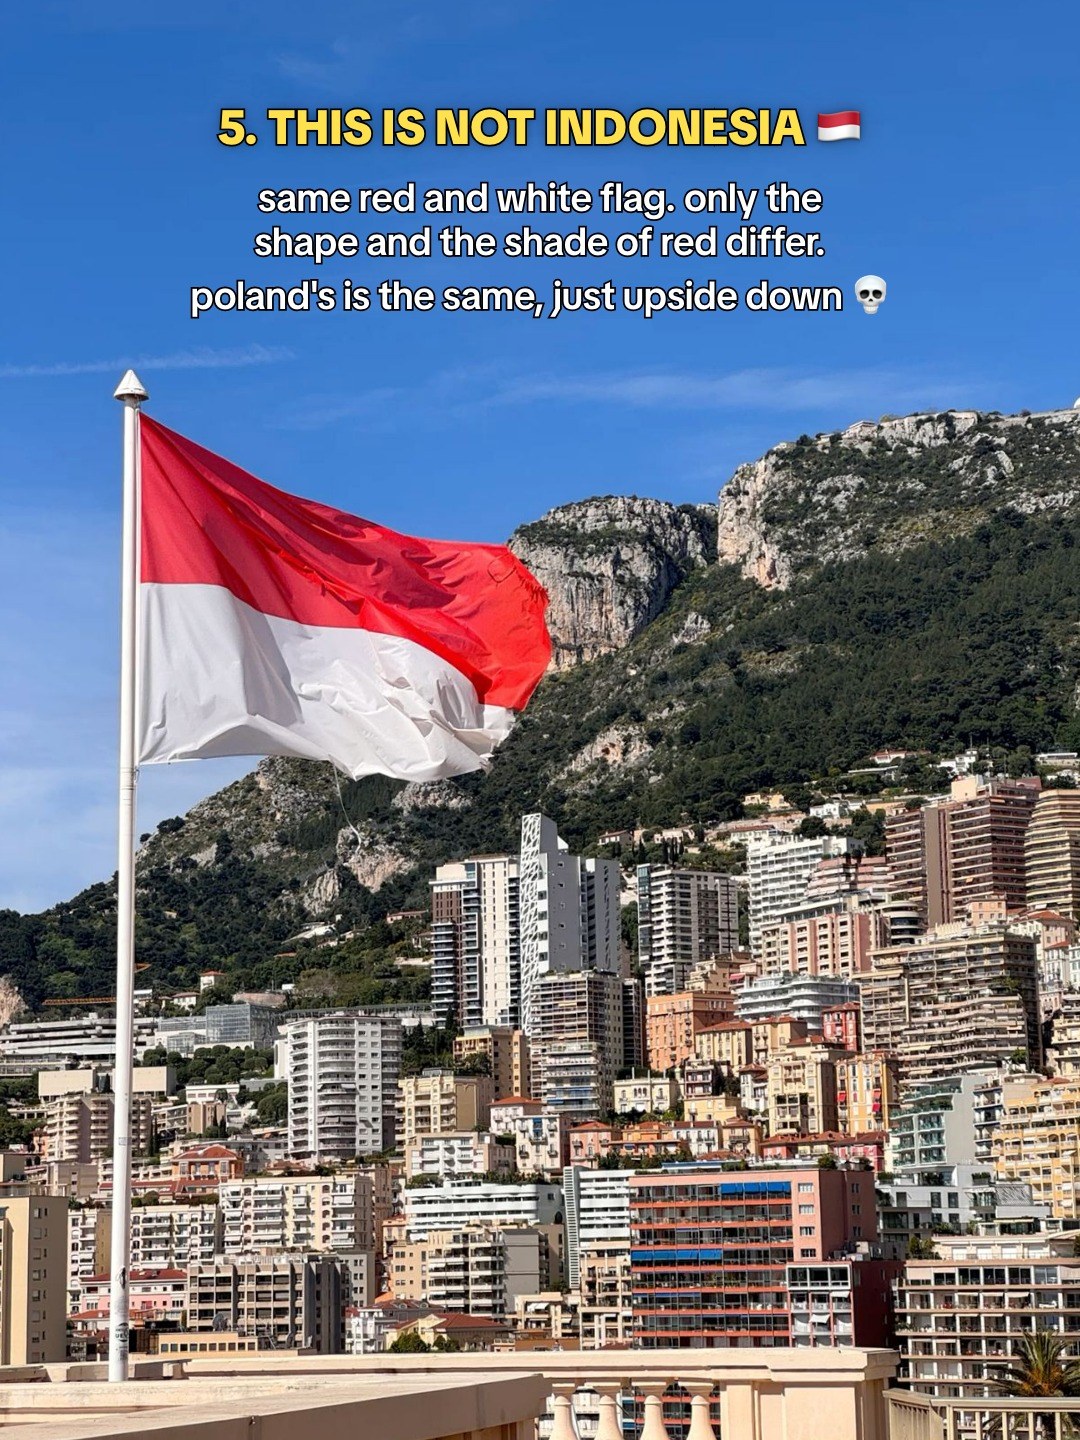 5. THIS IS NOT INDONESIA 🇮🇩
same red and white flag. only the
shape and the shade of red differ.
poland's is the same, just upside down 💀